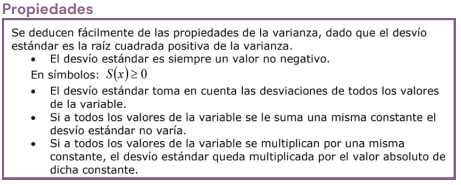 Propiedades
Se deducen fácilmente de las propiedades de la varianza, dado que el desvío
estándar es la raíz cuadrada positiva de la varianza.
• El desvío estándar es siempre un valor no negativo.
En símbolos: S(x) ≥ 0
• El desvío estándar toma en cuenta las desviaciones de todos los valores
de la variable.
• Si a todos los valores de la variable se le suma una misma constante el
desvío estándar no varía.
• Si a todos los valores de la variable se multiplican por una misma
constante, el desvío estándar queda multiplicada por el valor absoluto de
dicha constante.